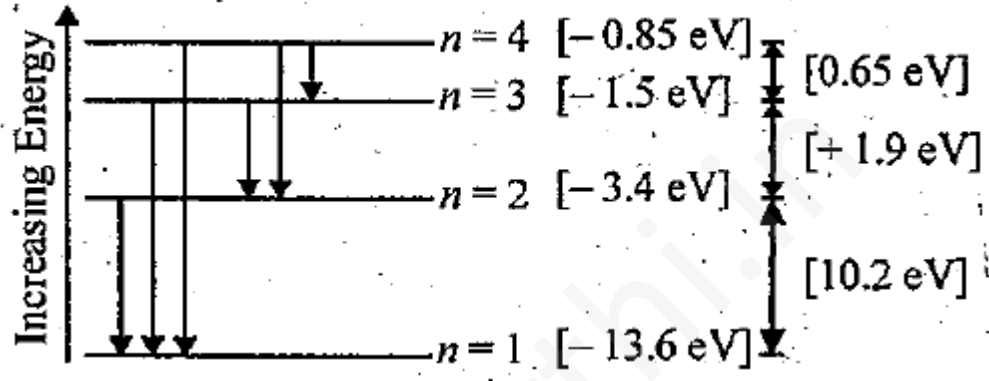 Increasing Energy
n = 4 [– 0.85 eV]
[0.65 eV]
n = 3 [– 1.5 eV]
[+ 1.9 eV]
n = 2 [– 3.4 eV]
[10.2 eV]
n = 1 [– 13.6 eV]